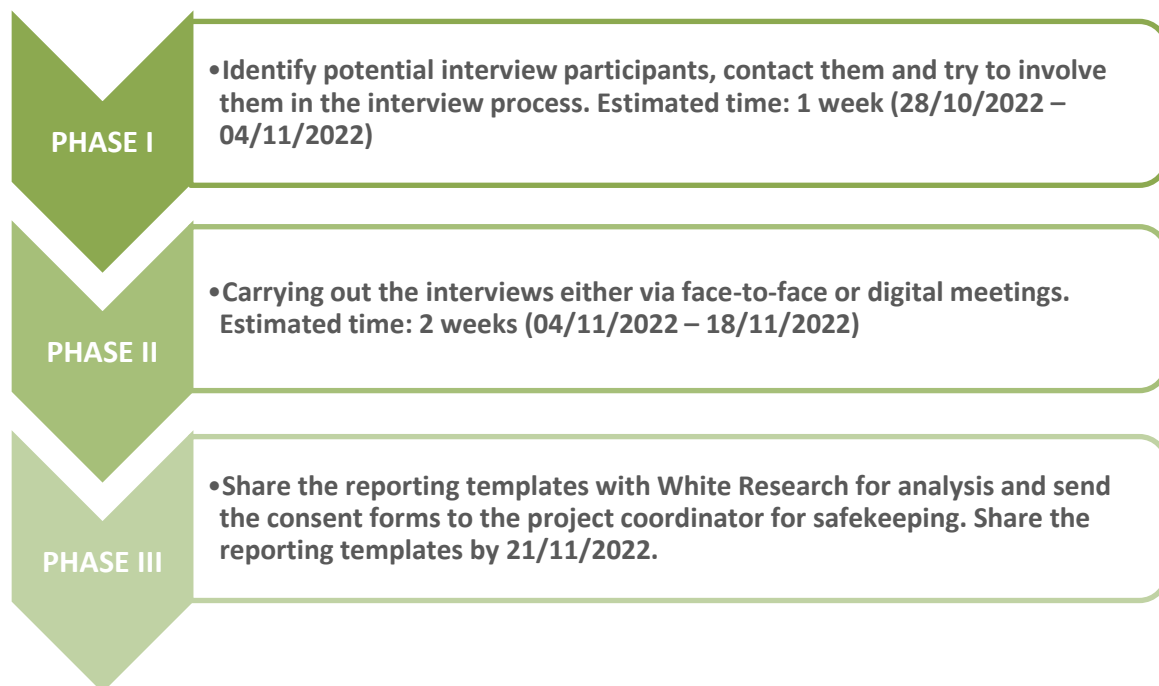 PHASE I
•Identify potential interview participants, contact them and try to involve
them in the interview process. Estimated time: 1 week (28/10/2022 –
04/11/2022)
PHASE II
•Carrying out the interviews either via face-to-face or digital meetings.
Estimated time: 2 weeks (04/11/2022 – 18/11/2022)
PHASE III
•Share the reporting templates with White Research for analysis and send
the consent forms to the project coordinator for safekeeping. Share the
reporting templates by 21/11/2022.